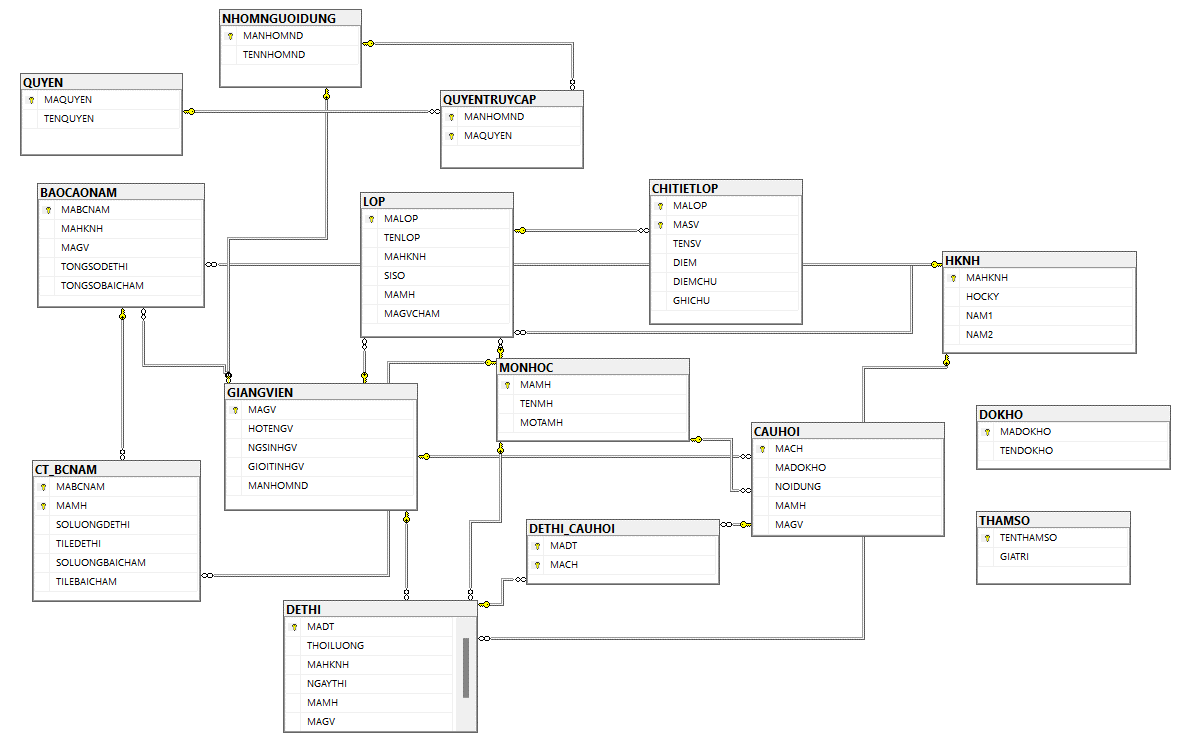 NHOMNGUOIDUNG
MANHOMND
TENNHOMND
QUYEN
MAQUYEN
TENQUYEN
QUYENTRUYCAP
MANHOMND
MAQUYEN
BAOCAONAM
MABCNAM
MAHKNH
MAGV
TONGSODETHI
TONGSOBAICHAM
LOP
MALOP
TENLOP
MAHKNH
SISO
MAMH
MAGVCHAM
CHITIETLOP
MALOP
MASV
TENSV
DIEM
DIEMCHU
GHICHU
HKNH
MAHKNH
HOCKY
NAM1
NAM2
GIANGVIEN
MAGV
HOTENGV
NGSINHGV
GIOITINHGV
MANHOMND
MONHOC
MAMH
TENMH
MOTAMH
CAUHOI
MACH
MADOKHO
NOIDUNG
MAMH
MAGV
DOKHO
MADOKHO
TENDOKHO
CT_BCNAM
MABCNAM
MAMH
SOLUONGDETHI
TILEDETHI
SOLUONGBAICHAM
TILEBAICHAM
DETHI_CAUHOI
MADT
MACH
THAMSO
TENTHAMSO
GIATRI
DETHI
MADT
THOILUONG
MAHKNH
NGAYTHI
MAMH
MAGV